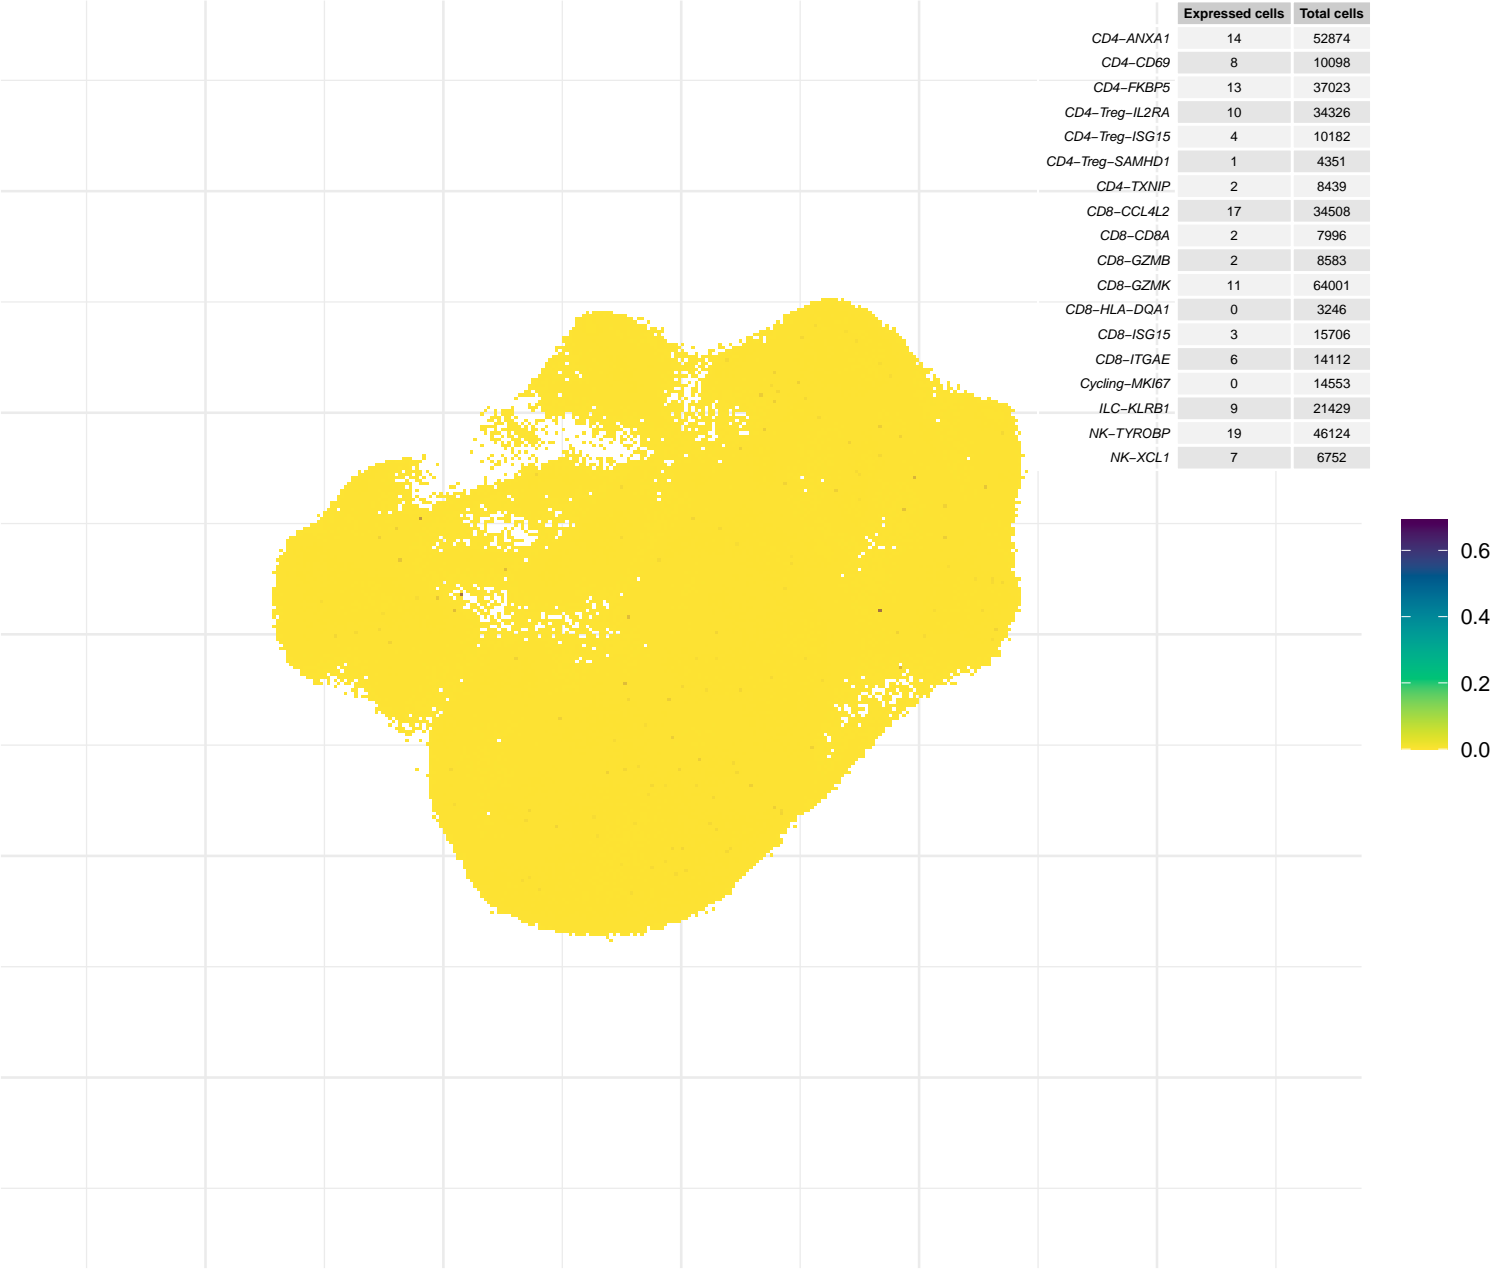 Expressed cells Total cells
CD4−ANXA1 14 52874
CD4−CD69 8 10098
CD4−FKBP5 13 37023
CD4−Treg−IL2RA 10 34326
CD4−Treg−ISG15 4 10182
CD4−Treg−SAMHD1 1 4351
CD4−TXNIP 2 8439
CD8−CCL4L2 17 34508
CD8−CD8A 2 7996
CD8−GZMB 2 8583
CD8−GZMK 11 64001
CD8−HLA−DQA1 0 3246
CD8−ISG15 3 15706
CD8−ITGAE 6 14112
Cycling−MKI67 0 14553
ILC−KLRB1 9 21429
NK−TYROBP 19 46124
NK−XCL1 7 6752
0.6
0.4
0.2
0.0